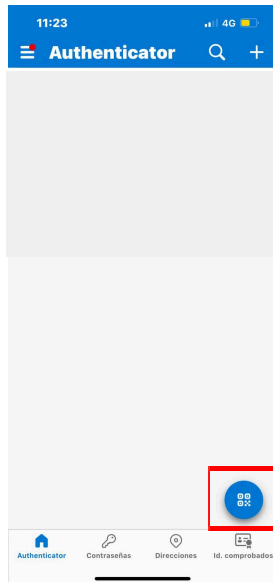 11:23 4G
Authenticator
Authenticator Contraseñas Direcciones Id. comprobados